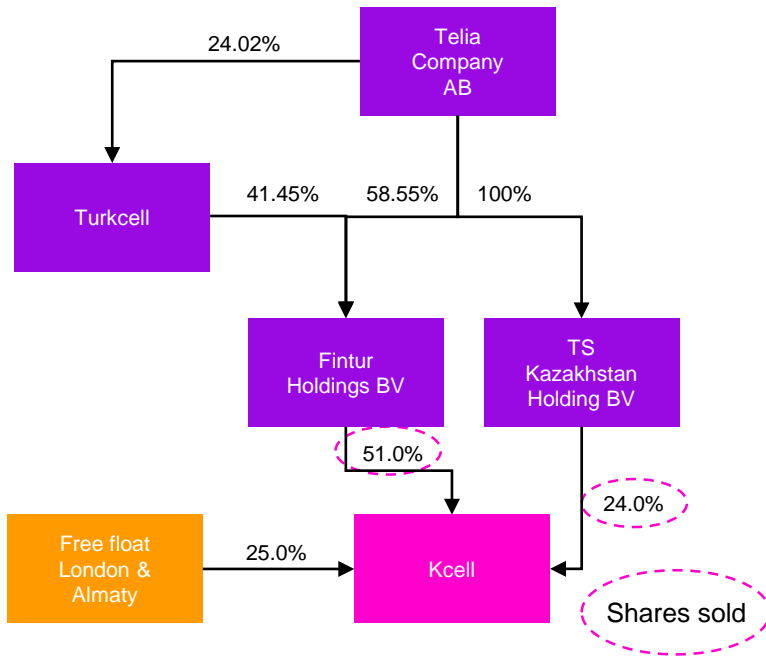 Telia
Company
AB
24.02%
Turkcell
41.45%
58.55%
100%
Fintur
Holdings BV
TS
Kazakhstan
Holding BV
51.0%
24.0%
Free float
London &
Almaty
25.0%
Kcell
Shares sold